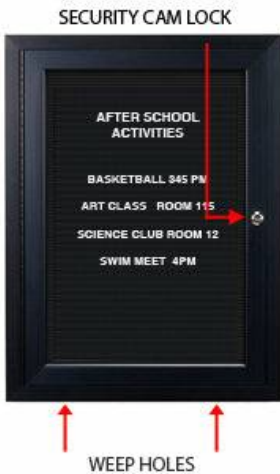 SECURITY CAM LOCK
AFTER SCHOOL
ACTIVITIES
BASKETBALL 345 PM
ART CLASS ROOM 115
SCIENCE CLUB ROOM 12
SWIM MEET 4PM
WEEP HOLES